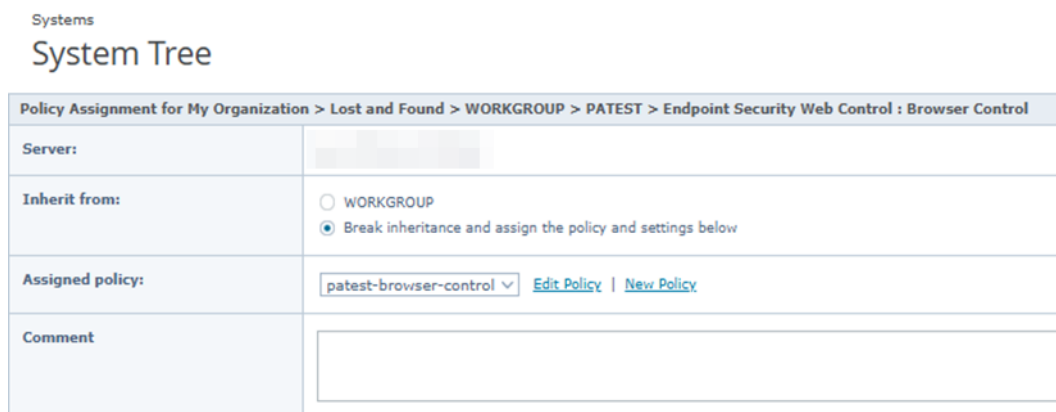 Systems
System Tree
Policy Assignment for My Organization > Lost and Found > WORKGROUP > PATEST > Endpoint Security Web Control : Browser Control
Server:
Inherit from:
WORKGROUP
Break inheritance and assign the policy and settings below
Assigned policy:
patest-browser-control Edit Policy | New Policy
Comment